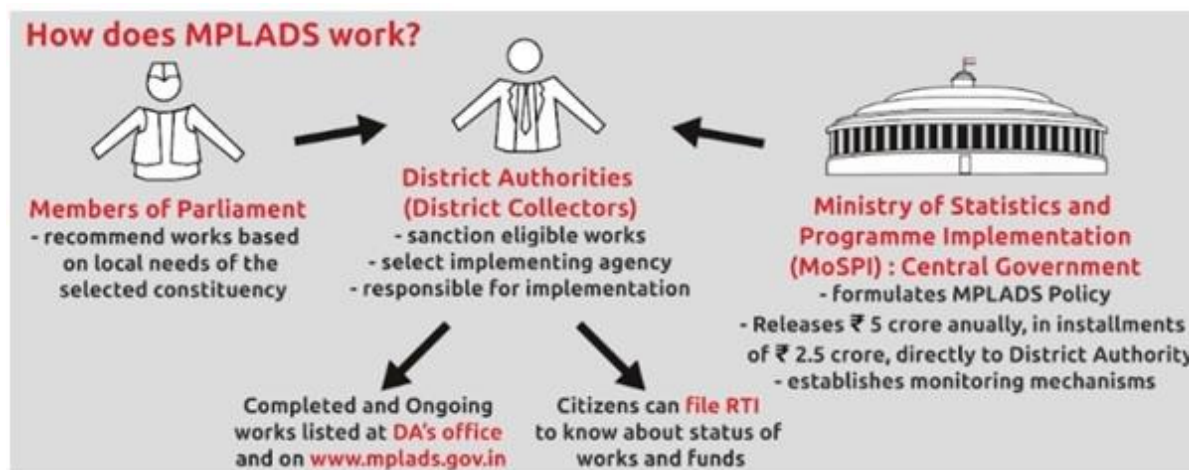 How does MPLADS work?
Members of Parliament
- recommend works based
on local needs of the
selected constituency
District Authorities
(District Collectors)
- sanction eligible works
- select implementing agency
- responsible for implementation
Ministry of Statistics and
Programme Implementation
(MoSPI) : Central Government
- formulates MPLADS Policy
- Releases ₹ 5 crore anually, in installments
of ₹ 2.5 crore, directly to District Authority
- establishes monitoring mechanisms
Completed and Ongoing
works listed at DA's office
and on www.mplads.gov.in
Citizens can file RTI
to know about status of
works and funds